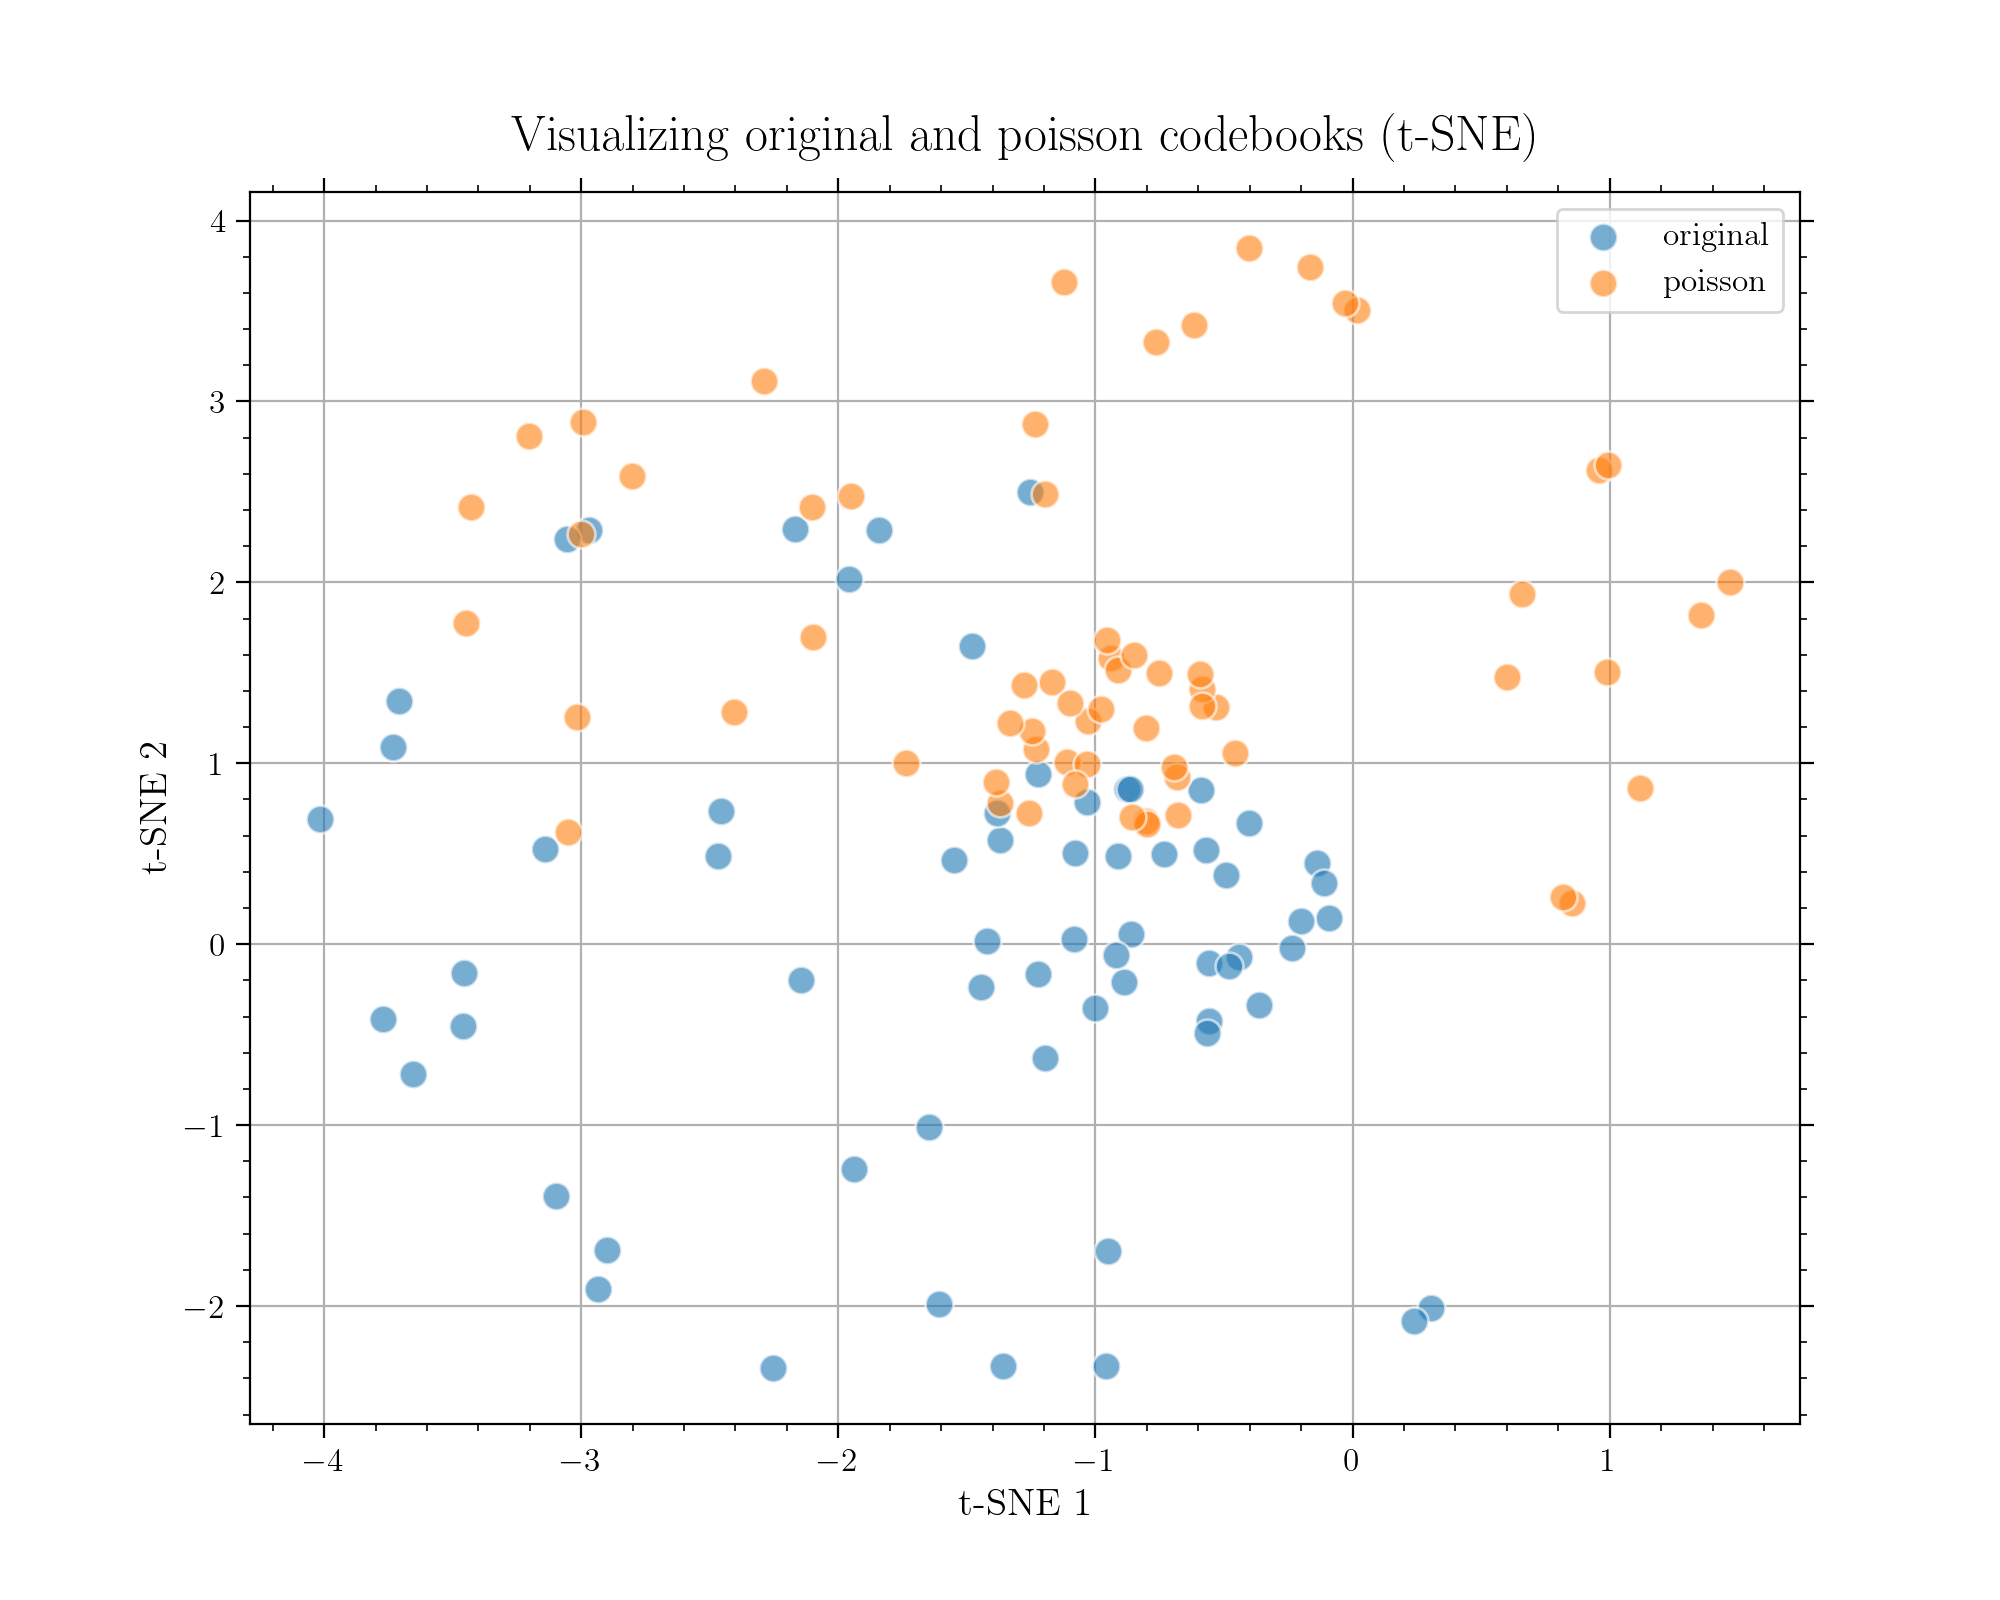 Visualizing original and poisson codebooks (t-SNE)
original
poisson
4
3
2
1
0
−1
−2
t-SNE 2
−4
−3
−2
−1
0
1
t-SNE 1